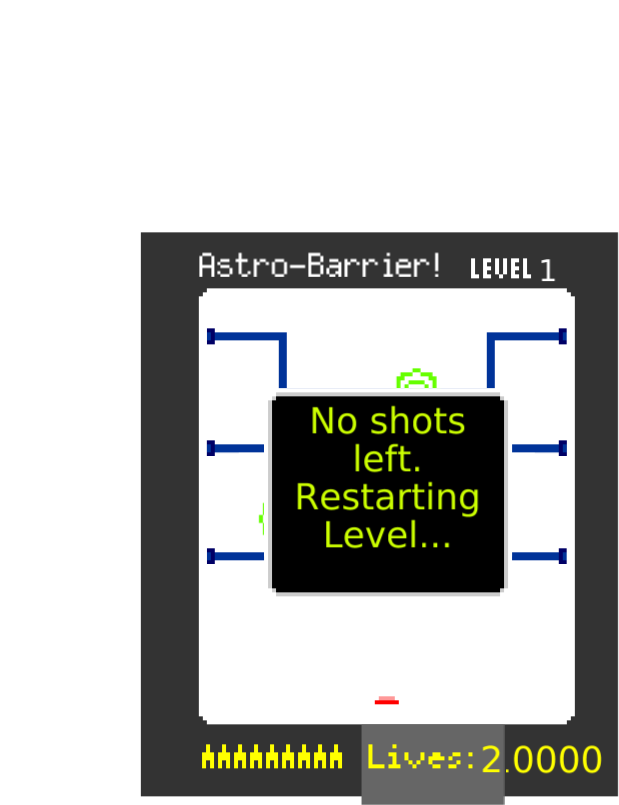 Astro-Barrier! LEVEL 1
No shots
left.
Restarting
Level...
Lives:2.0000